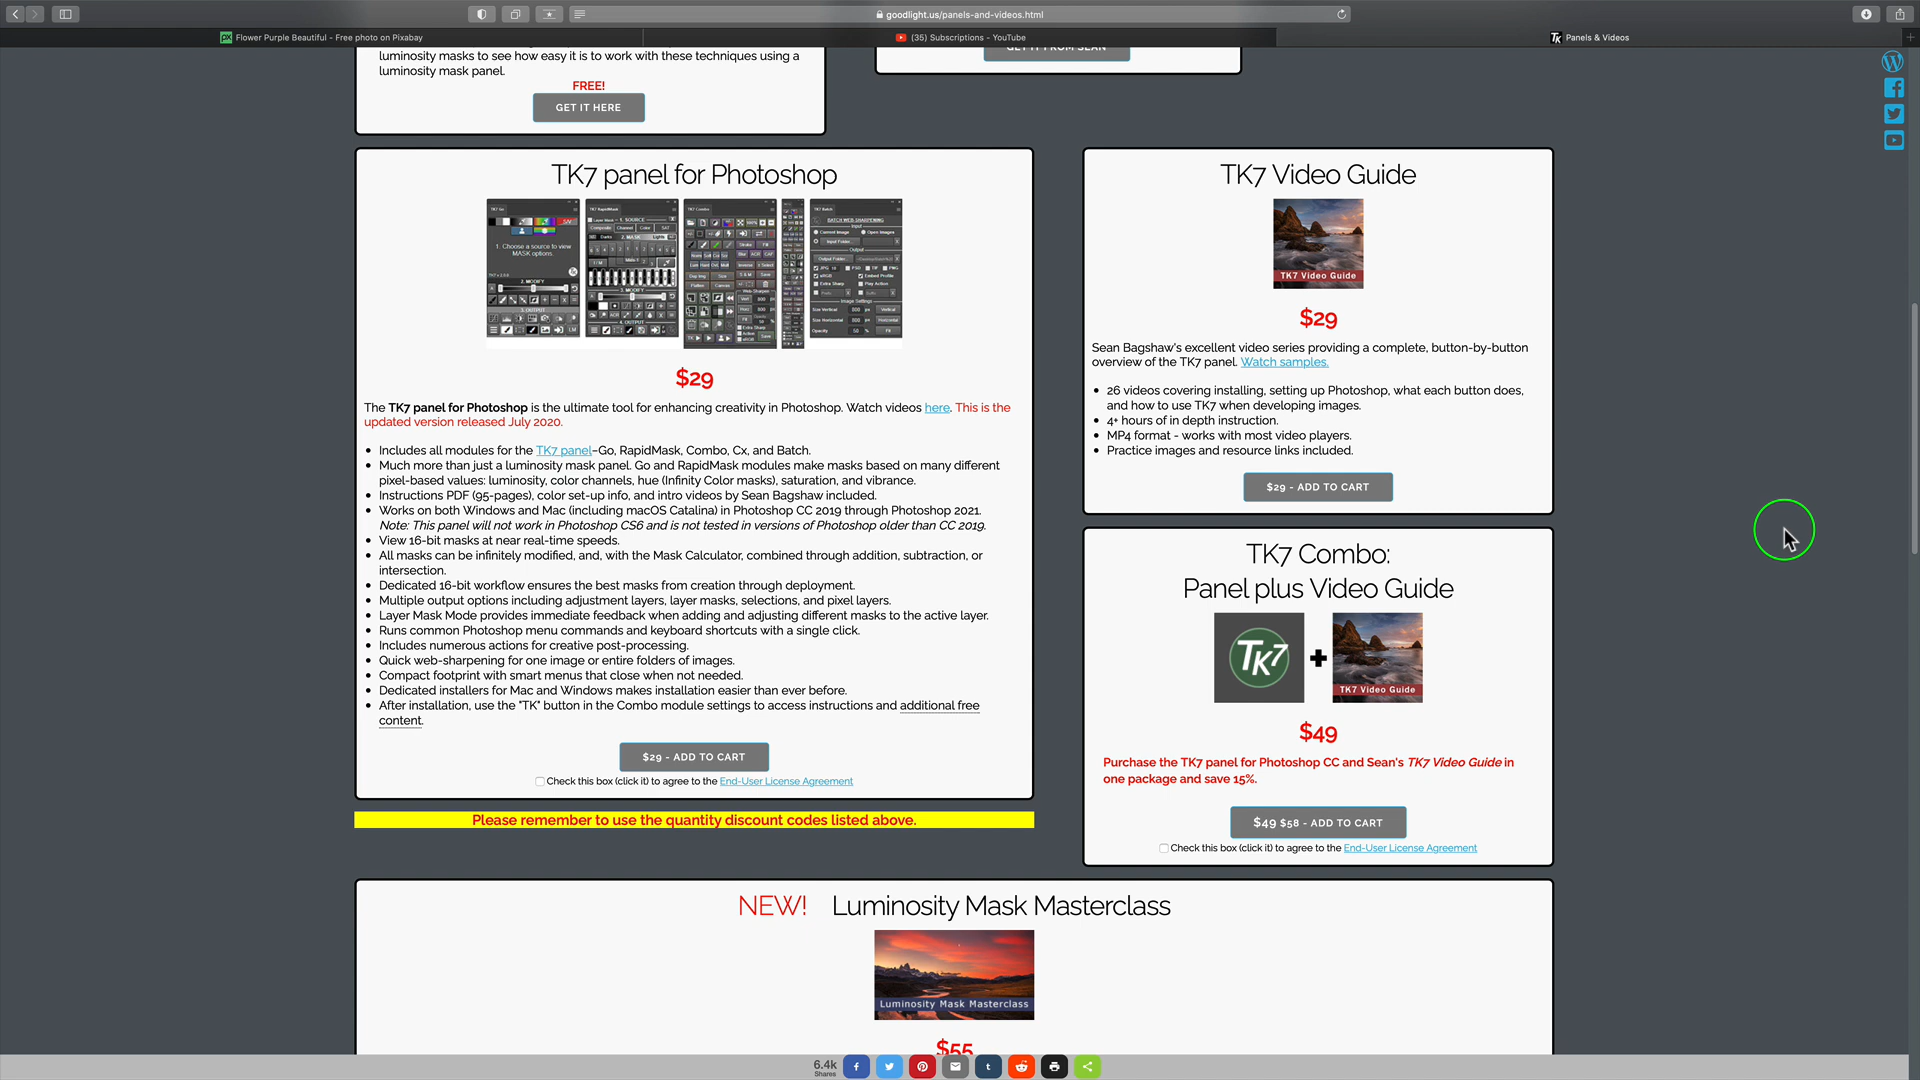 goodlight.us/panels-and-videos.html
Flower Purple Beautiful - Free photo on Pixabay
(35) Subscriptions - YouTube
Panels & Videos
luminosity masks to see how easy it is to work with these techniques using a
luminosity mask panel.
FREE!
GET IT HERE
GET IT FROM SEAN
TK7 panel for Photoshop
$29
The TK7 panel for Photoshop is the ultimate tool for enhancing creativity in Photoshop. Watch videos here. This is the
updated version released July 2020.
• Includes all modules for the TK7 panel–Go, RapidMask, Combo, Cx, and Batch.
• Much more than just a luminosity mask panel. Go and RapidMask modules make masks based on many different
pixel-based values: luminosity, color channels, hue (Infinity Color masks), saturation, and vibrance.
• Instructions PDF (95-pages), color set-up info, and intro videos by Sean Bagshaw included.
• Works on both Windows and Mac (including macOS Catalina) in Photoshop CC 2019 through Photoshop 2021.
Note: This panel will not work in Photoshop CS6 and is not tested in versions of Photoshop older than CC 2019.
• View 16-bit masks at near real-time speeds.
• All masks can be infinitely modified, and, with the Mask Calculator, combined through addition, subtraction, or
intersection.
• Dedicated 16-bit workflow ensures the best masks from creation through deployment.
• Multiple output options including adjustment layers, layer masks, selections, and pixel layers.
• Layer Mask Mode provides immediate feedback when adding and adjusting different masks to the active layer.
• Runs common Photoshop menu commands and keyboard shortcuts with a single click.
• Includes numerous actions for creative post-processing.
• Quick web-sharpening for one image or entire folders of images.
• Compact footprint with smart menus that close when not needed.
• Dedicated installers for Mac and Windows makes installation easier than ever before.
• After installation, use the "TK" button in the Combo module settings to access instructions and additional free
content.
$29 - ADD TO CART
Check this box (click it) to agree to the End-User License Agreement
Please remember to use the quantity discount codes listed above.
TK7 Video Guide
TK7 Video Guide
$29
Sean Bagshaw's excellent video series providing a complete, button-by-button
overview of the TK7 panel. Watch samples.
• 26 videos covering installing, setting up Photoshop, what each button does,
and how to use TK7 when developing images.
• 4+ hours of in depth instruction.
• MP4 format - works with most video players.
• Practice images and resource links included.
$29 - ADD TO CART
TK7 Combo:
Panel plus Video Guide
TK7 + TK7 Video Guide
$49
Purchase the TK7 panel for Photoshop CC and Sean's TK7 Video Guide in
one package and save 15%.
$49 $58 - ADD TO CART
Check this box (click it) to agree to the End-User License Agreement
NEW! Luminosity Mask Masterclass
Luminosity Mask Masterclass
$55
6.4k
Shares